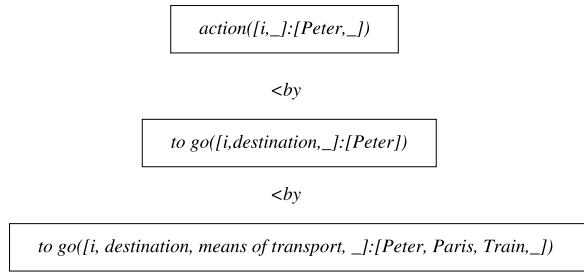 action([i,_]:[Peter,_])
<by
to go([i,destination,_]:[Peter])
<by
to go([i, destination, means of transport, _]:[Peter, Paris, Train,_])